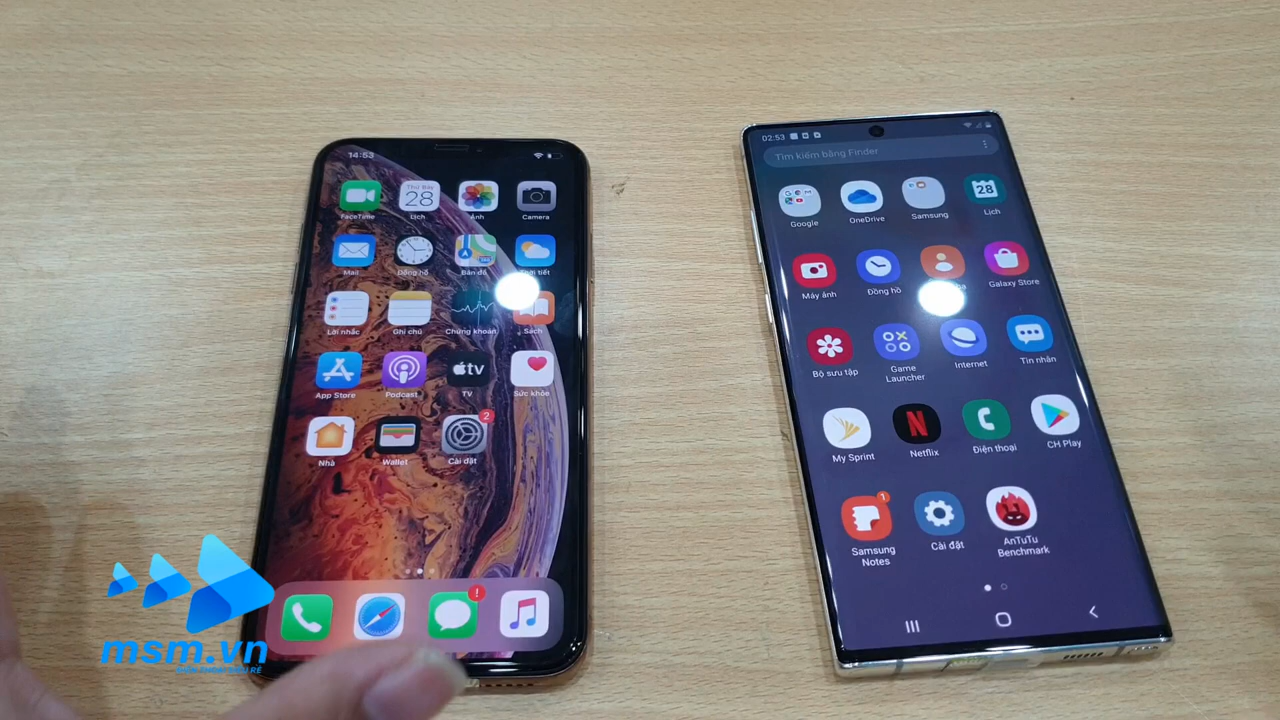 14:53
Thứ Bảy
28
FaceTime
Lịch
Ảnh
Camera
Mail
Đồng hồ
Bản đồ
Thời tiết
Lời nhắc
Ghi chú
Chứng khoán
Sách
tv
App Store
Podcast
TV
Sức khỏe
2
Nhà
Wallet
Cài đặt
!
msm.vn
02:53
Tìm kiếm bằng Finder
28
Google
OneDrive
Samsung
Lịch
Máy ảnh
Đồng hồ
Galaxy Store
Bộ sưu tập
Game
Launcher
Internet
Tin nhắn
My Sprint
N
Netflix
Điện thoại
CH Play
1
Samsung
Notes
Cài đặt
AnTuTu
Benchmark